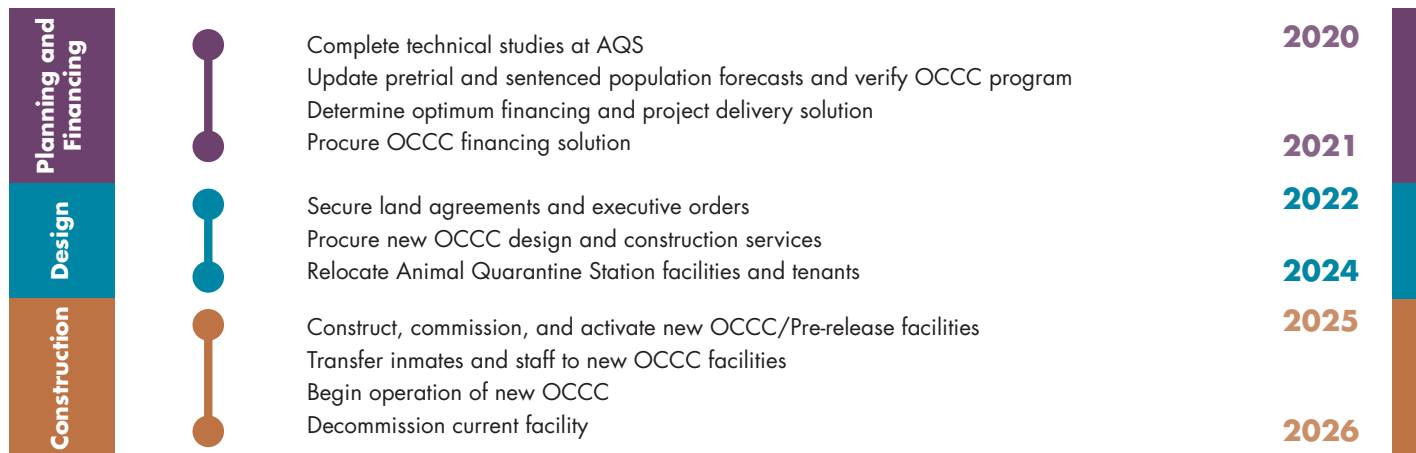 Planning and
Financing
Complete technical studies at AQS
2020
Update pretrial and sentenced population forecasts and verify OCCC program
Determine optimum financing and project delivery solution
Procure OCCC financing solution
2021
Design
Secure land agreements and executive orders
2022
Procure new OCCC design and construction services
Relocate Animal Quarantine Station facilities and tenants
2024
Construction
Construct, commission, and activate new OCCC/Pre-release facilities
2025
Transfer inmates and staff to new OCCC facilities
Begin operation of new OCCC
Decommission current facility
2026